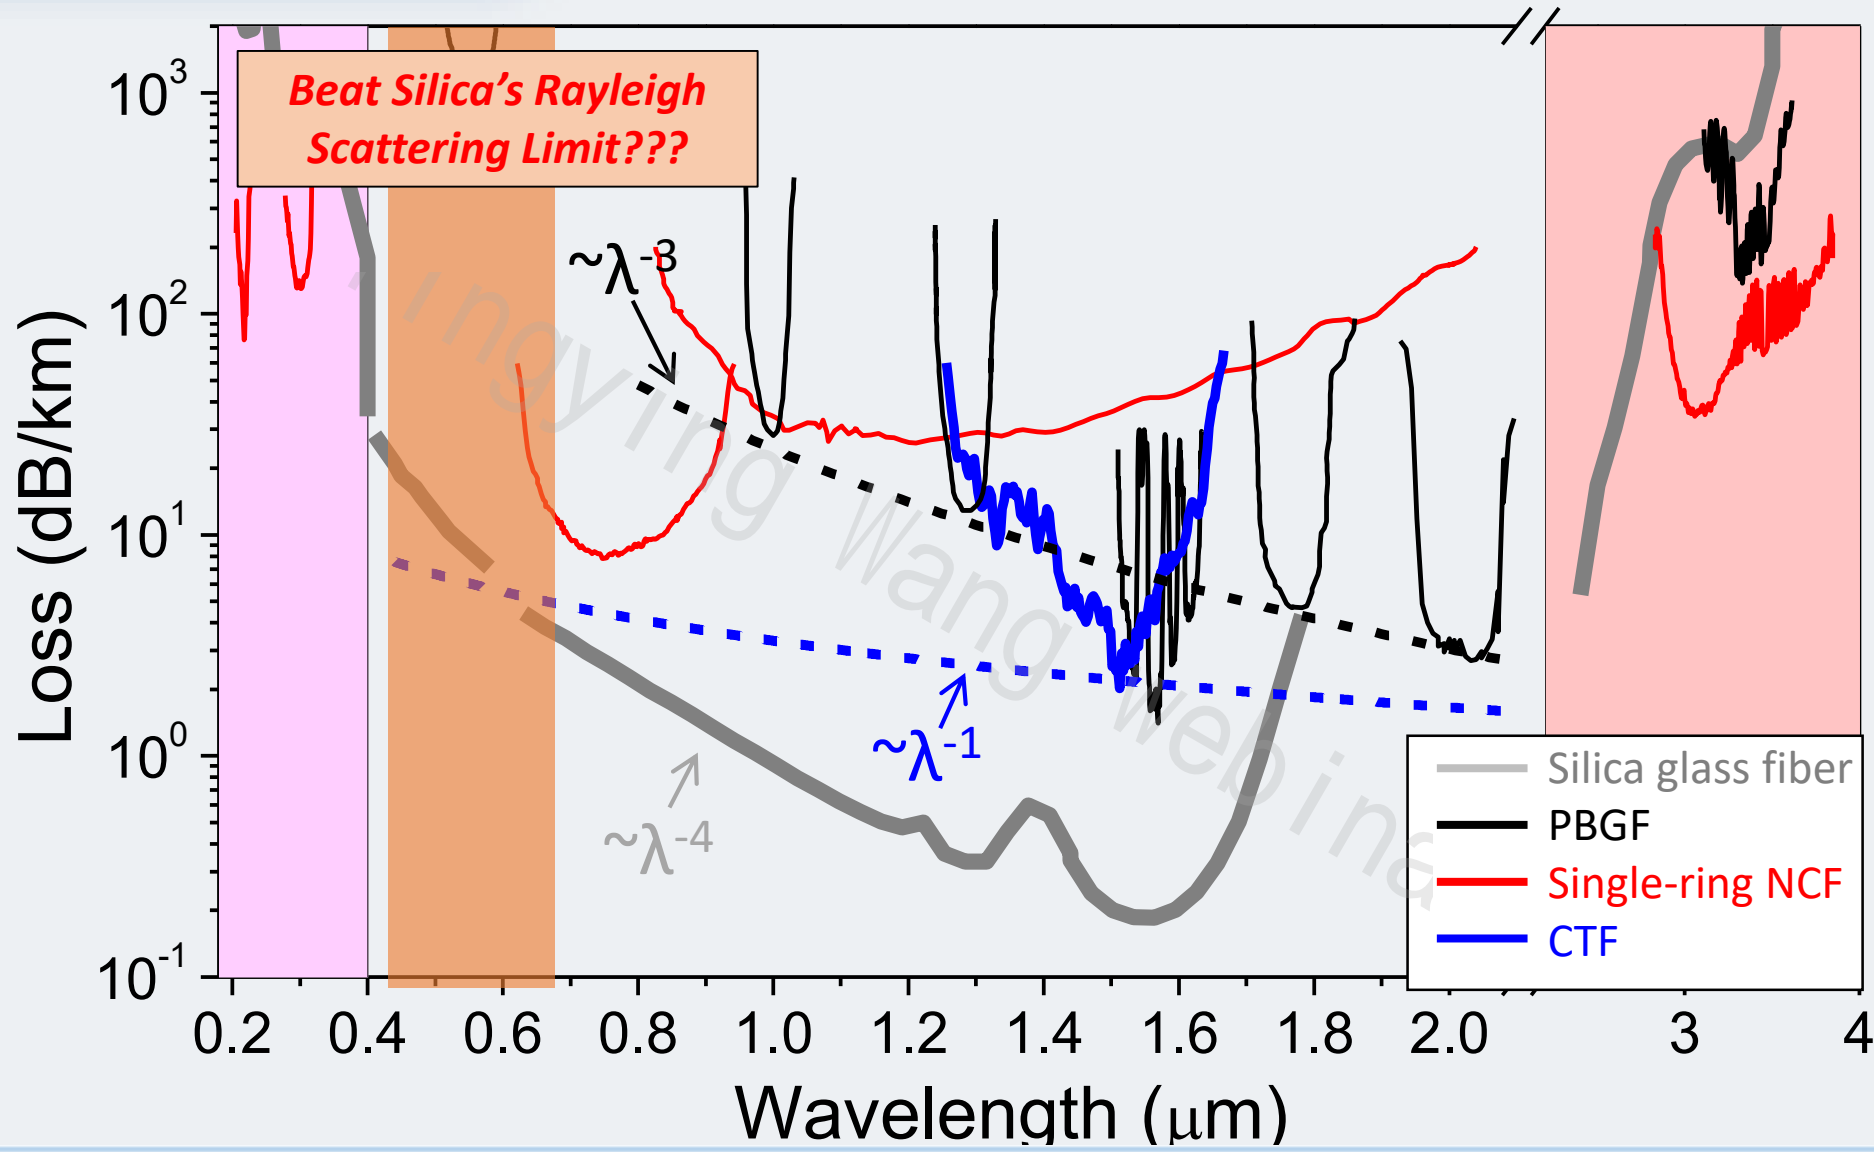 Beat Silica's Rayleigh
Scattering Limit???
10³
10²
10¹
10⁰
10⁻¹
Loss (dB/km)
~λ⁻³
~λ⁻¹
~λ⁻⁴
Silica glass fiber
PBGF
Single-ring NCF
CTF
0.2 0.4 0.6 0.8 1.0 1.2 1.4 1.6 1.8 2.0 3 4
Wavelength (μm)
ingying Wang webina